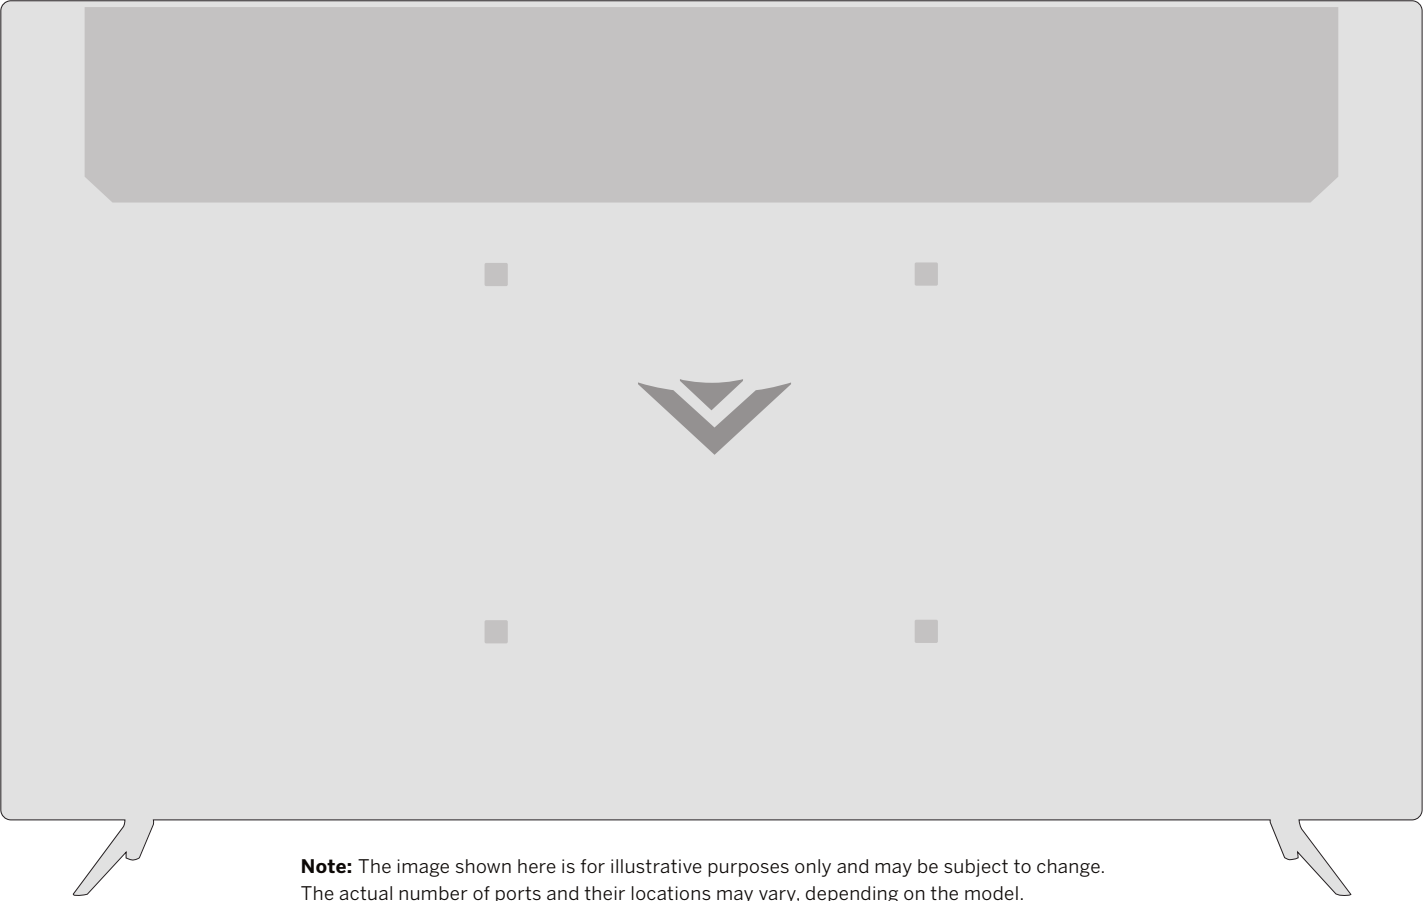 Note: The image shown here is for illustrative purposes only and may be subject to change.
The actual number of ports and their locations may vary, depending on the model.